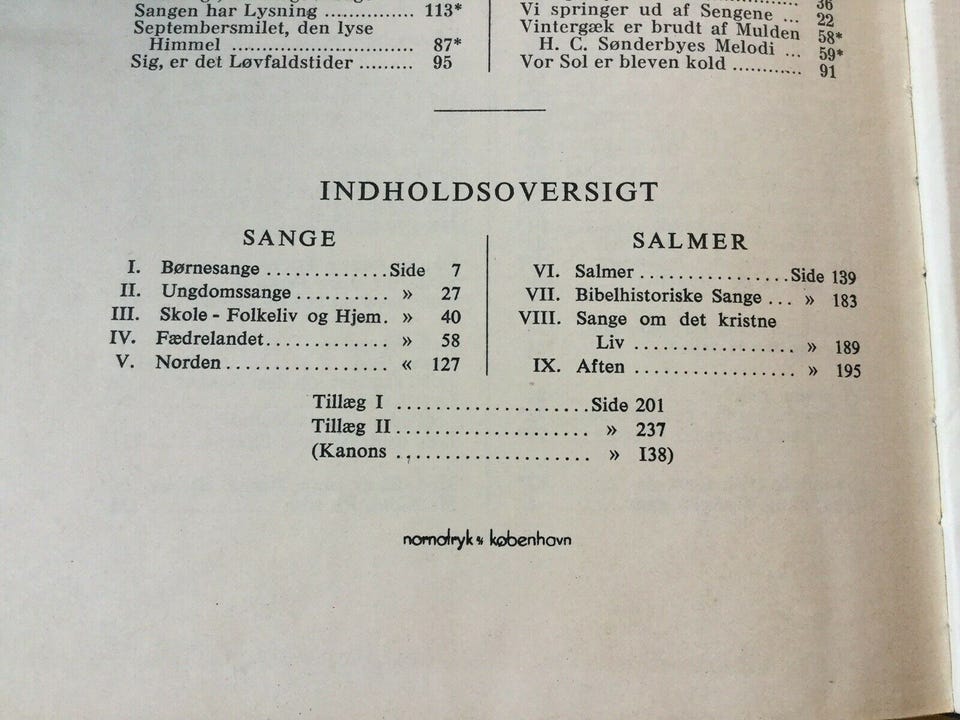 Sangen har Lysning ............... 113*
Septembersmilet, den lyse
Himmel .......................... 87*
Sig, er det Løvfaldstider ......... 95
36
Vi springer ud af Sengene ... 22
Vintergæk er brudt af Mulden 58*
H. C. Sønderbyes Melodi ... 59*
Vor Sol er bleven kold ........... 91
INDHOLDSOVERSIGT
SANGE
I. Børnesange .............Side 7
II. Ungdomssange .......... » 27
III. Skole - Folkeliv og Hjem. » 40
IV. Fædrelandet............. » 58
V. Norden ................. « 127
SALMER
VI. Salmer ................Side 139
VII. Bibelhistoriske Sange ... » 183
VIII. Sange om det kristne
Liv ................. » 189
IX. Aften ................. » 195
Tillæg I ......................Side 201
Tillæg II ...................... » 237
(Kanons ...................... » 138)
nornotryk % københavn